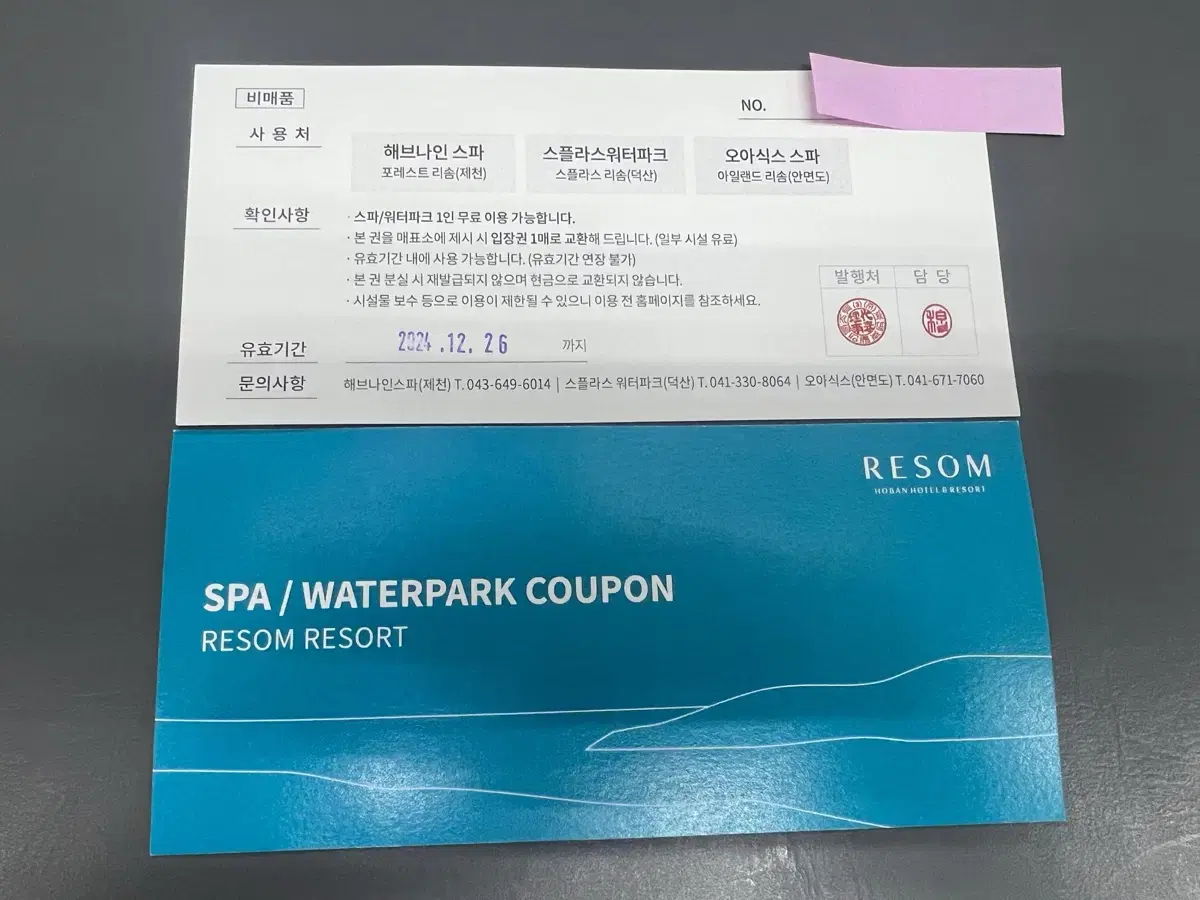 비매품
NO.
사용처
해브나인 스파
포레스트 리솜(제천)
스플라스워터파크
스플라스 리솜(덕산)
오아식스 스파
아일랜드 리솜(안면도)
확인사항
· 스파/워터파크 1인 무료 이용 가능합니다.
· 본 권을 매표소에 제시 시 입장권 1매로 교환해 드립니다. (일부 시설 유료)
· 유효기간 내에 사용 가능합니다. (유효기간 연장 불가)
· 본 권 분실 시 재발급되지 않으며 현금으로 교환되지 않습니다.
· 시설물 보수 등으로 이용이 제한될 수 있으니 이용 전 홈페이지를 참조하세요.
발행처 담당
유효기간 2024.12.26 까지
문의사항 해브나인스파(제천) T. 043-649-6014 | 스플라스 워터파크(덕산) T. 041-330-8064 | 오아식스(안면도) T. 041-671-7060
RESOM
HOBAN HOTEL & RESORT
SPA / WATERPARK COUPON
RESOM RESORT